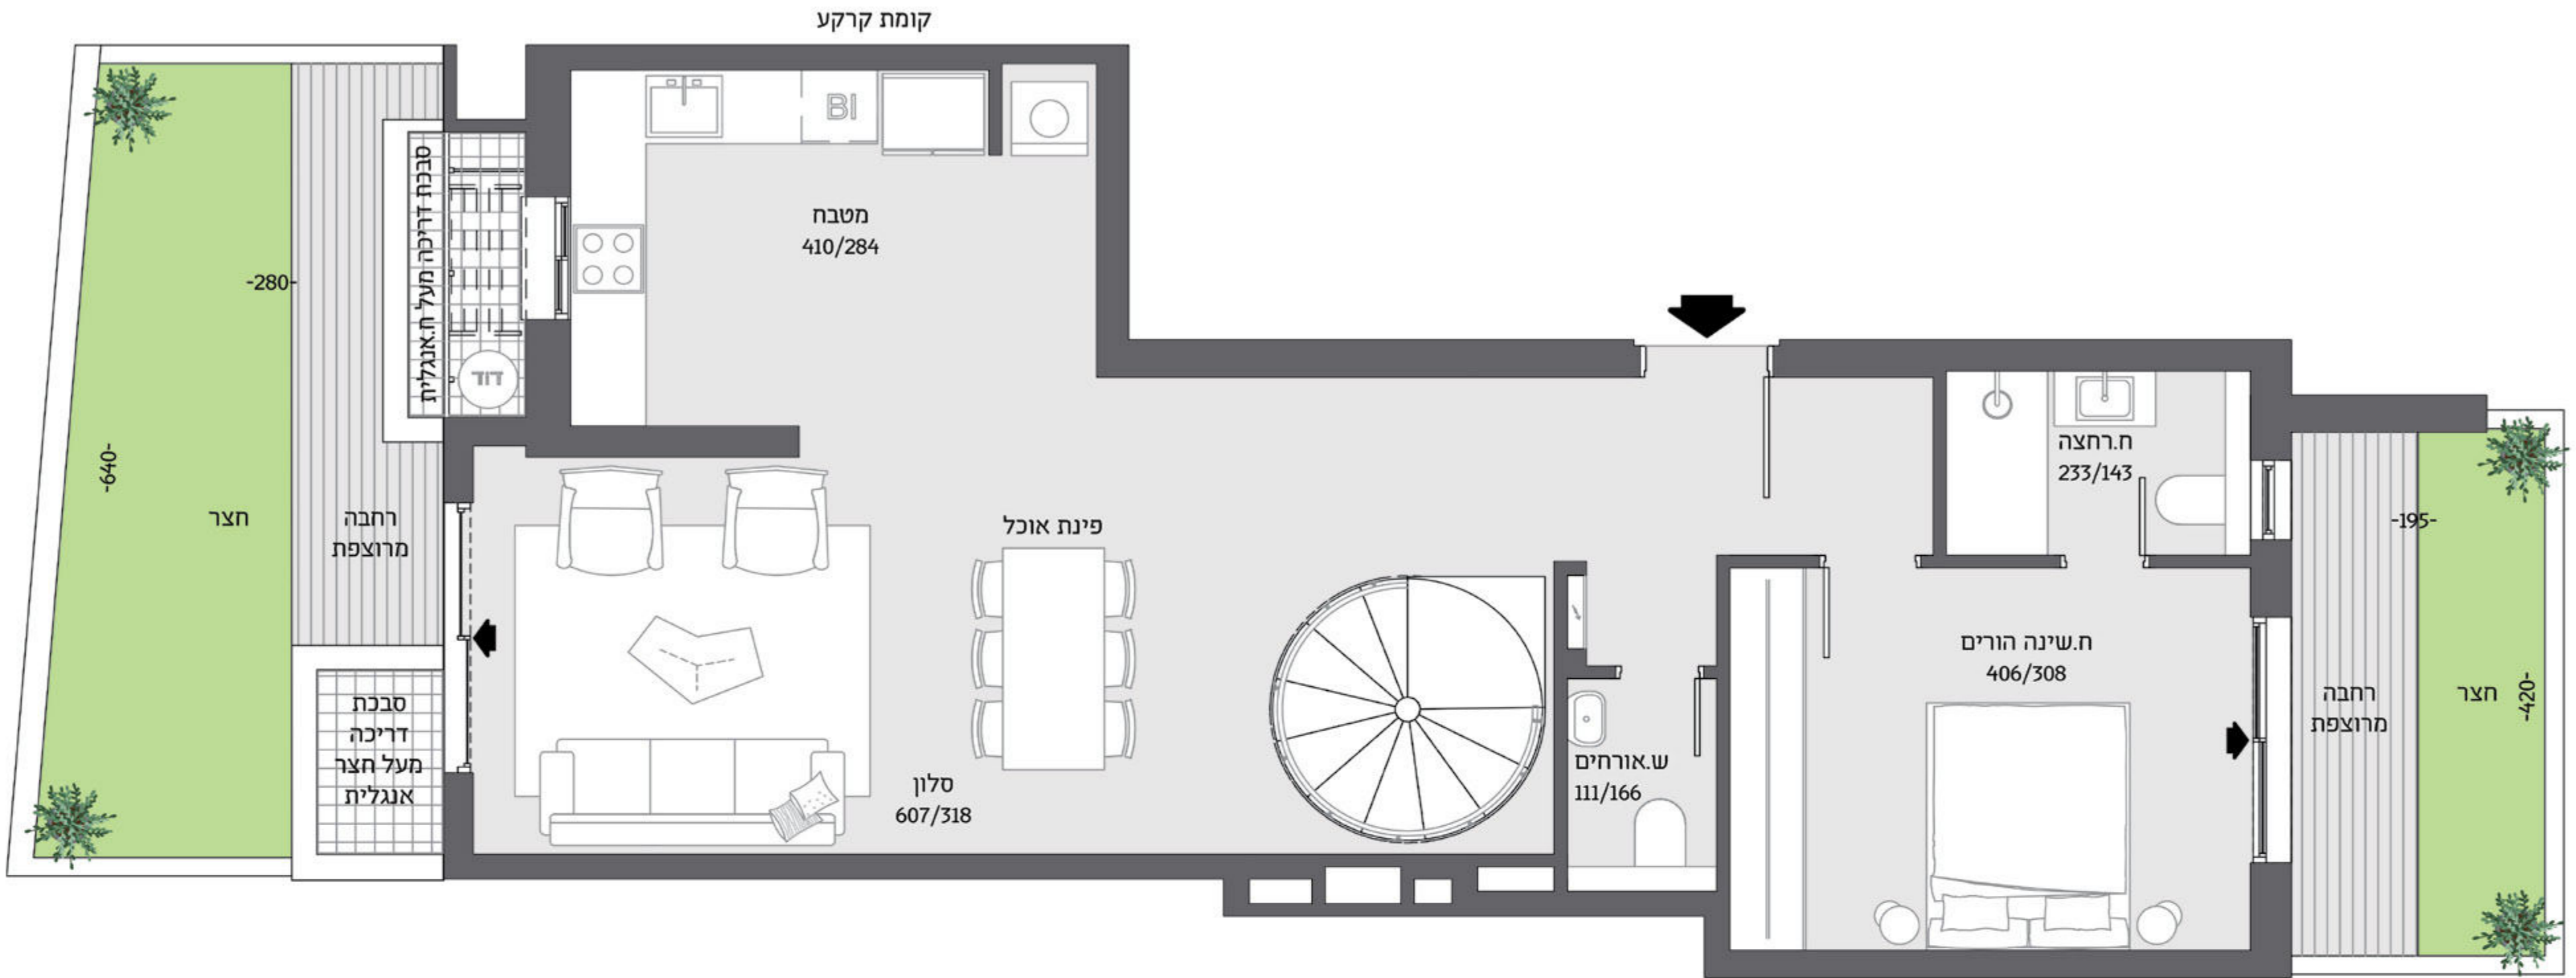 קומת קרקע
BI
מטבח
410/284
סבכת דריכה מעל ח.אנגלית
דוד
-280-
-640-
חצר
רחבה
מרוצפת
סבכת
דריכה
מעל חצר
אנגלית
פינת אוכל
סלון
607/318
ש.אורחים
111/166
ח.רחצה
233/143
ח.שינה הורים
406/308
-195-
רחבה
מרוצפת
חצר
-420-